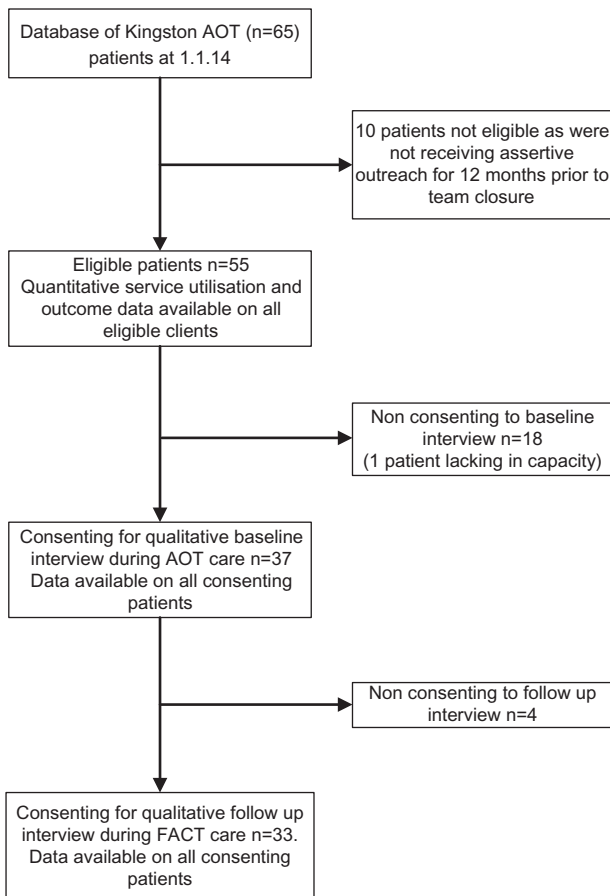 Database of Kingston AOT (n=65)
patients at 1.1.14
10 patients not eligible as were
not receiving assertive
outreach for 12 months prior to
team closure
Eligible patients n=55
Quantitative service utilisation and
outcome data available on all
eligible clients
Non consenting to baseline
interview n=18
(1 patient lacking in capacity)
Consenting for qualitative baseline
interview during AOT care n=37
Data available on all consenting
patients
Non consenting to follow up
interview n=4
Consenting for qualitative follow up
interview during FACT care n=33.
Data available on all consenting
patients